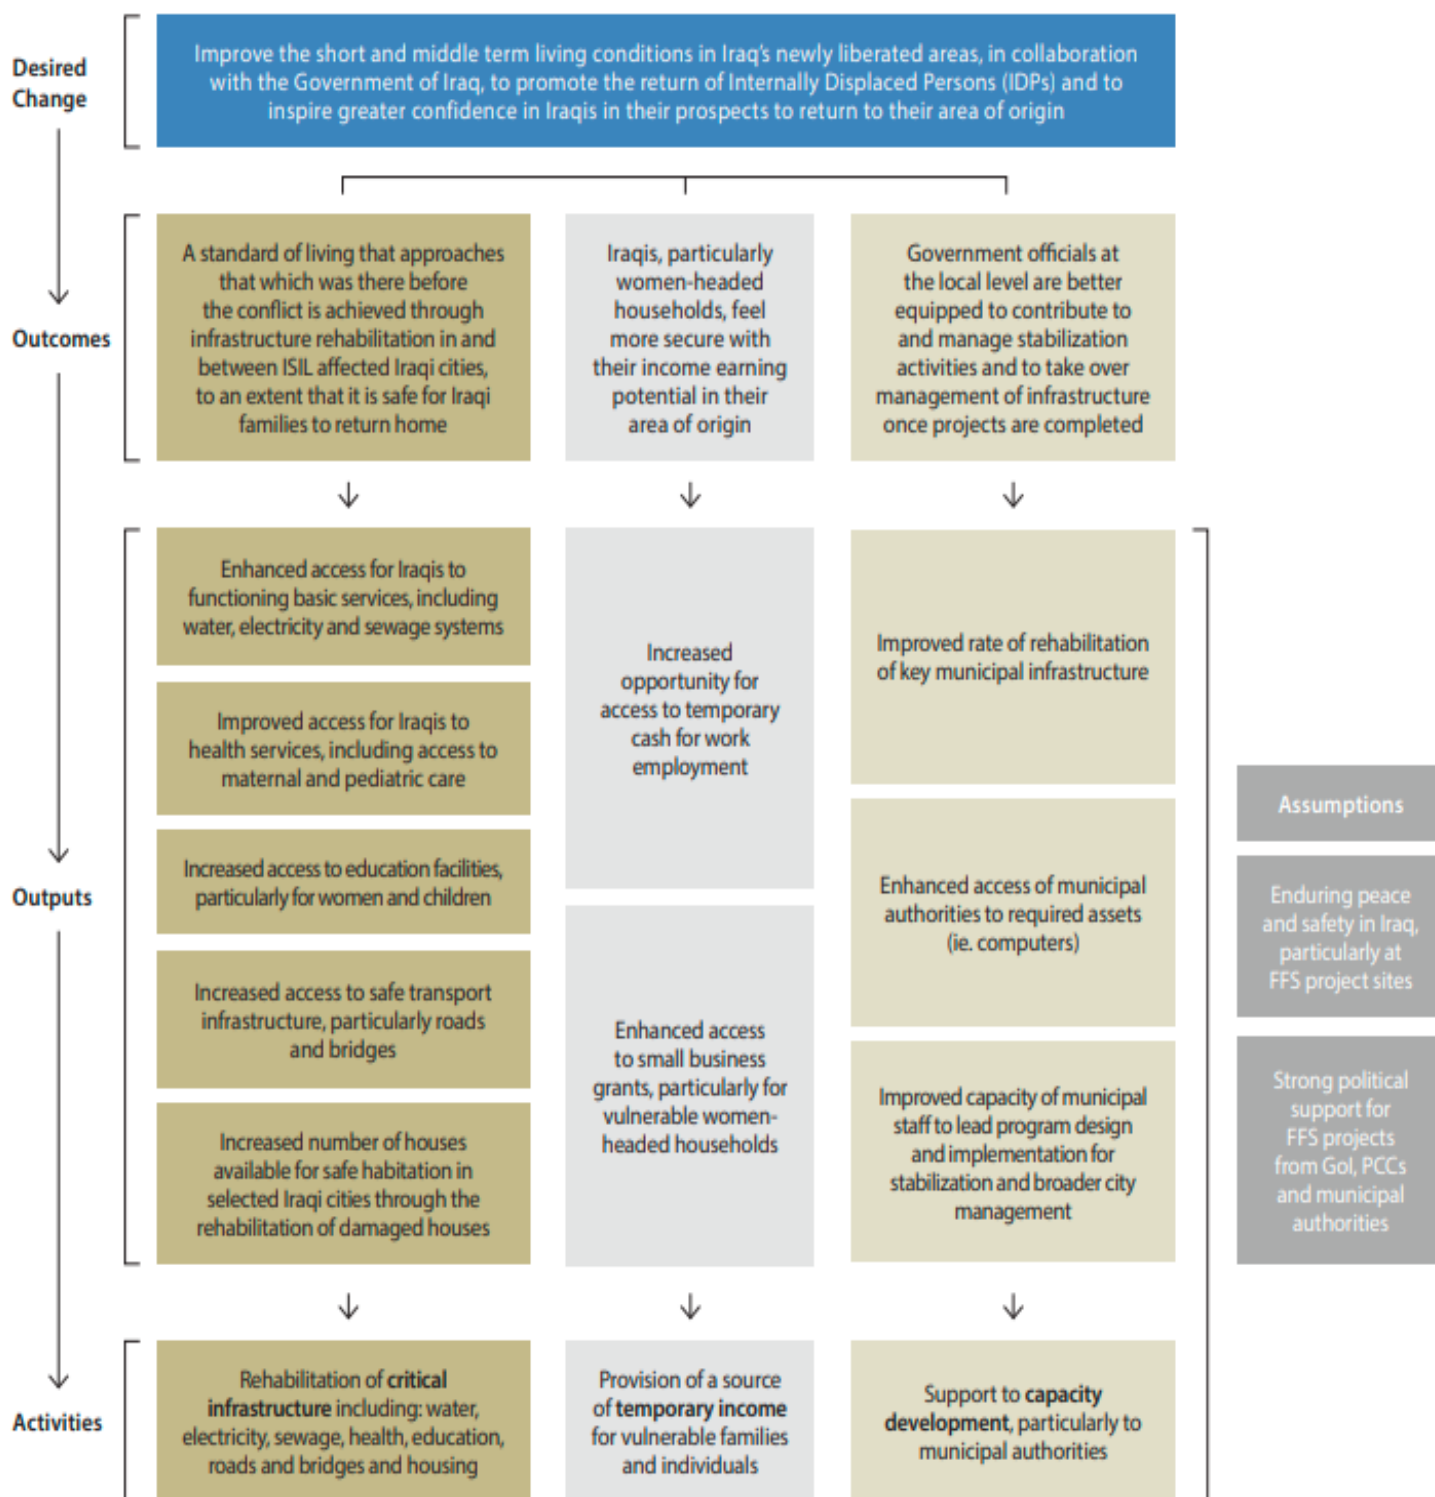 Desired
Change
Improve the short and middle term living conditions in Iraq's newly liberated areas, in collaboration
with the Government of Iraq, to promote the return of Internally Displaced Persons (IDPs) and to
inspire greater confidence in Iraqis in their prospects to return to their area of origin
Outcomes
A standard of living that approaches
that which was there before
the conflict is achieved through
infrastructure rehabilitation in and
between ISIL affected Iraqi cities,
to an extent that it is safe for Iraqi
families to return home
Iraqis, particularly
women-headed
households, feel
more secure with
their income earning
potential in their
area of origin
Government officials at
the local level are better
equipped to contribute to
and manage stabilization
activities and to take over
management of infrastructure
once projects are completed
Outputs
Enhanced access for Iraqis to
functioning basic services, including
water, electricity and sewage systems
Improved access for Iraqis to
health services, including access to
maternal and pediatric care
Increased access to education facilities,
particularly for women and children
Increased access to safe transport
infrastructure, particularly roads
and bridges
Increased number of houses
available for safe habitation in
selected Iraqi cities through the
rehabilitation of damaged houses
Increased
opportunity for
access to temporary
cash for work
employment
Enhanced access
to small business
grants, particularly for
vulnerable women-
headed households
Improved rate of rehabilitation
of key municipal infrastructure
Enhanced access of municipal
authorities to required assets
(ie. computers)
Improved capacity of municipal
staff to lead program design
and implementation for
stabilization and broader city
management
Assumptions
Enduring peace
and safety in Iraq,
particularly at
FFS project sites
Strong political
support for
FFS projects
from GoI, PCCs
and municipal
authorities
Activities
Rehabilitation of critical
infrastructure including: water,
electricity, sewage, health, education,
roads and bridges and housing
Provision of a source
of temporary income
for vulnerable families
and individuals
Support to capacity
development, particularly to
municipal authorities